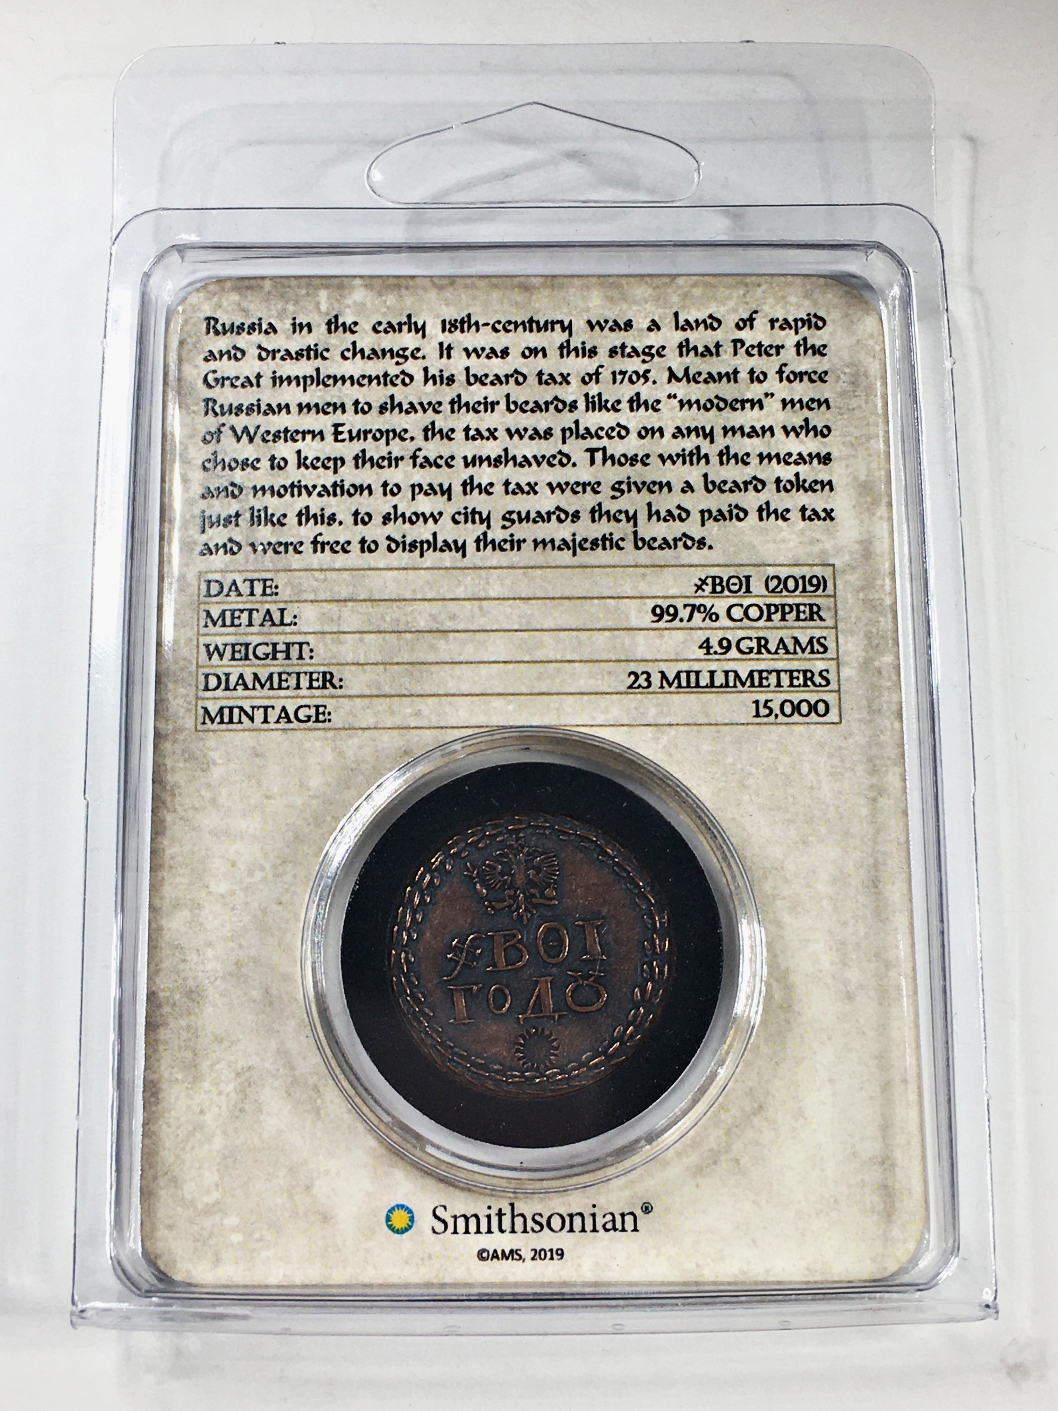 Russia in the early 18th-century was a land of rapid
and drastic change. It was on this stage that Peter the
Great implemented his beard tax of 1705. Meant to force
Russian men to shave their beards like the "modern" men
of Western Europe, the tax was placed on any man who
chose to keep their face unshaved. Those with the means
and motivation to pay the tax were given a beard token
just like this, to show city guards they had paid the tax
and were free to display their majestic beards.
DATE: ҂ВѲІ (2019)
METAL: 99.7% COPPER
WEIGHT: 4.9 GRAMS
DIAMETER: 23 MILLIMETERS
MINTAGE: 15,000
҂ВѲІ
ГОДꙊ
Smithsonian®
©AMS, 2019